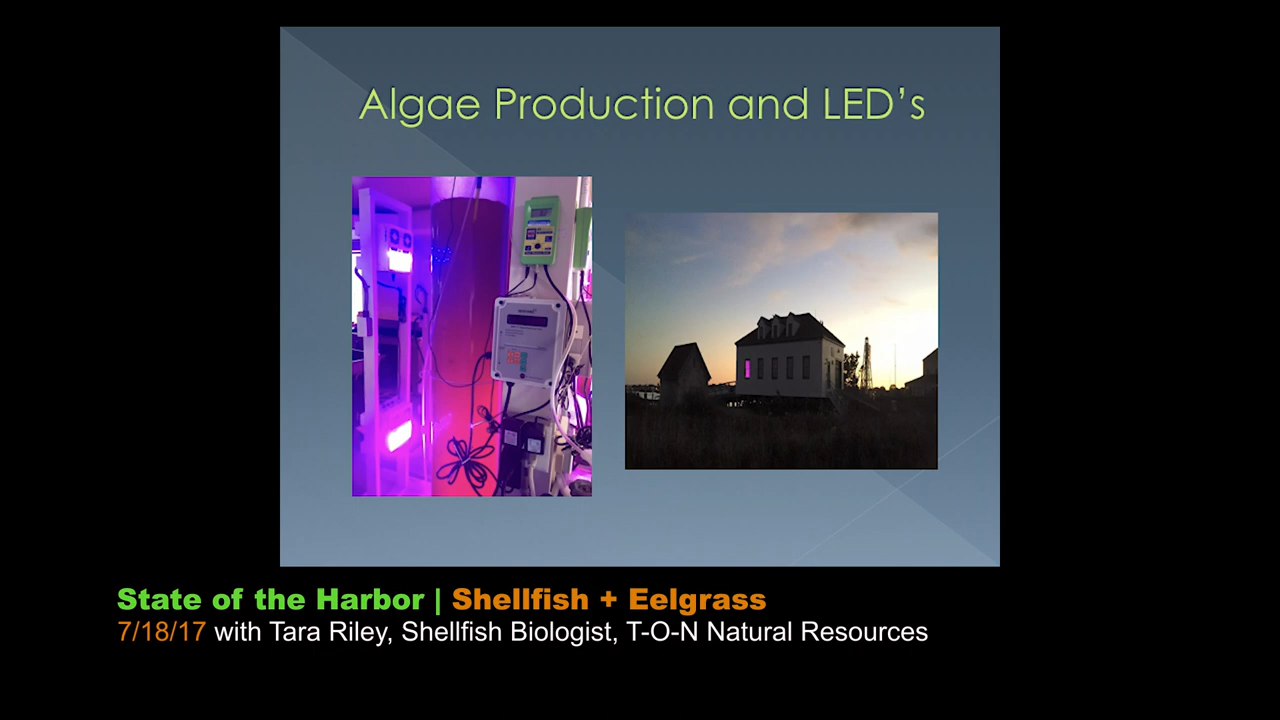 Algae Production and LED’s
State of the Harbor | Shellfish + Eelgrass
7/18/17 with Tara Riley, Shellfish Biologist, T-O-N Natural Resources